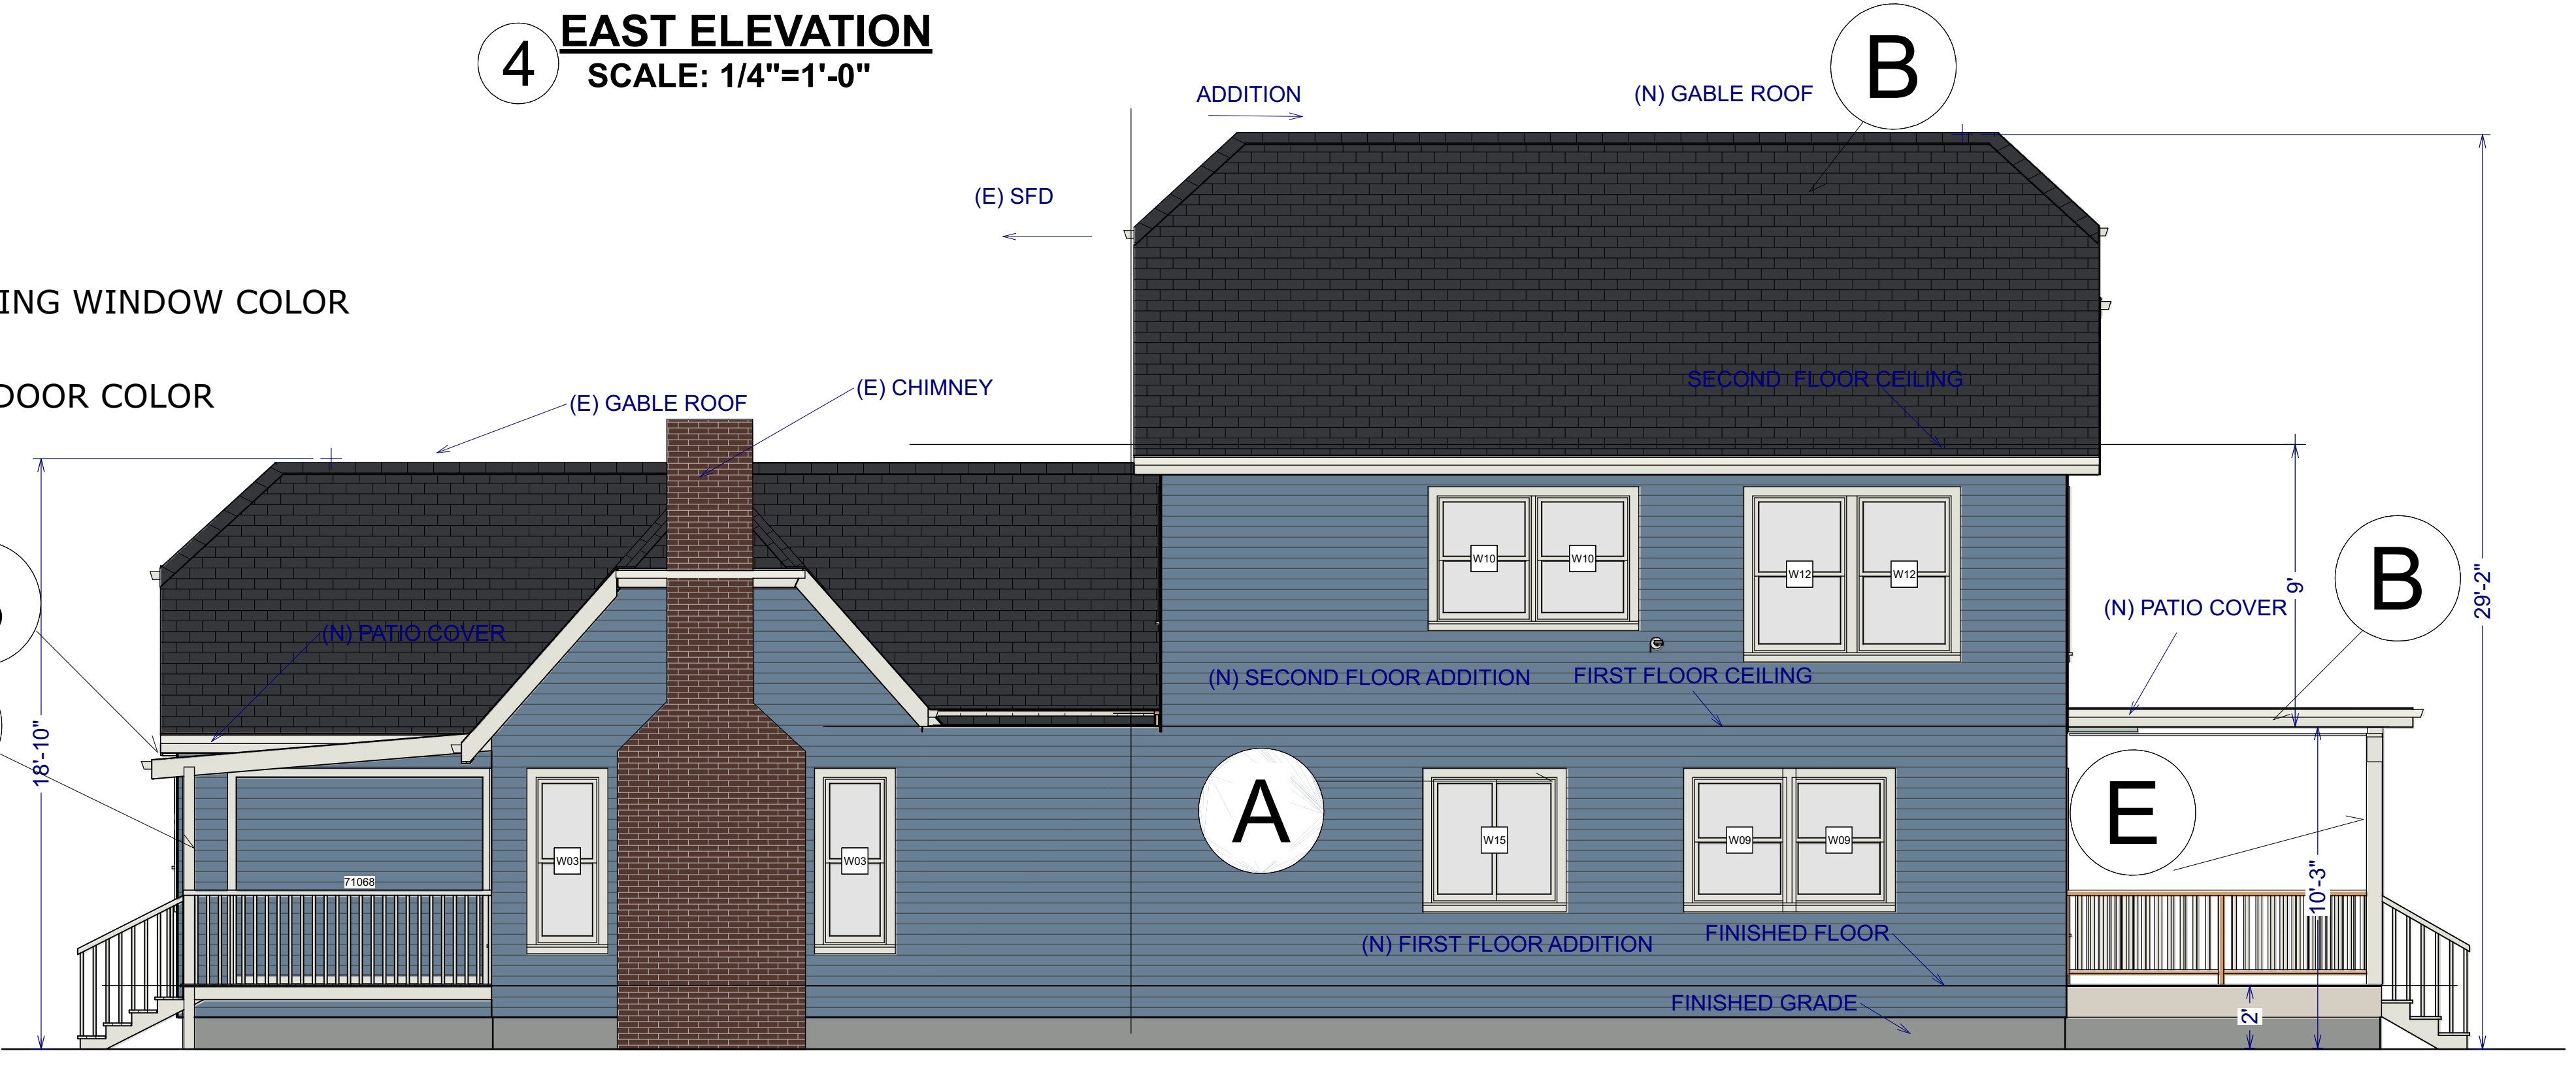 4
EAST ELEVATION
SCALE: 1/4"=1'-0"
ADDITION
(N) GABLE ROOF
B
(E) SFD
ING WINDOW COLOR
DOOR COLOR
(E) GABLE ROOF
(E) CHIMNEY
SECOND FLOOR CEILING
W10
W10
W12
W12
(N) PATIO COVER
B
9'
29'-2"
(N) PATIO COVER
18'-10"
(N) SECOND FLOOR ADDITION
FIRST FLOOR CEILING
A
E
W03
W03
W15
W09
W09
71068
10'-3"
(N) FIRST FLOOR ADDITION
FINISHED FLOOR
FINISHED GRADE
2'